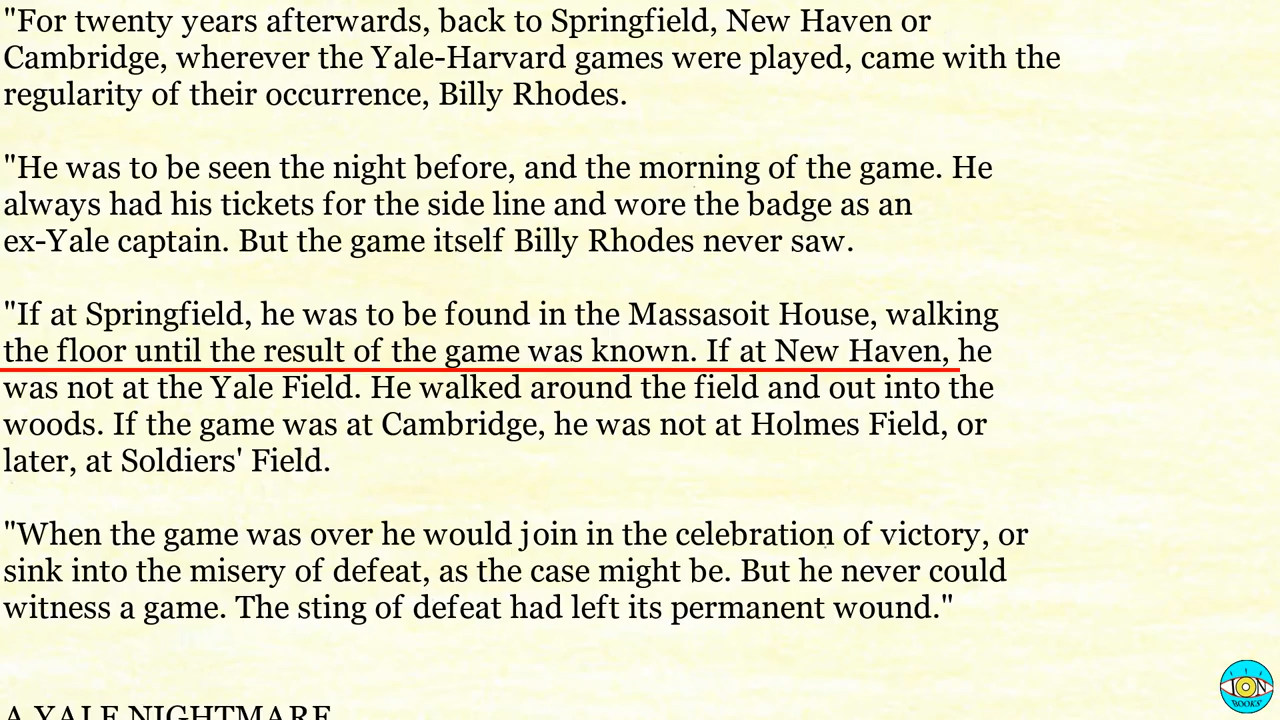 "For twenty years afterwards, back to Springfield, New Haven or
Cambridge, wherever the Yale-Harvard games were played, came with the
regularity of their occurrence, Billy Rhodes.
"He was to be seen the night before, and the morning of the game. He
always had his tickets for the side line and wore the badge as an
ex-Yale captain. But the game itself Billy Rhodes never saw.
"If at Springfield, he was to be found in the Massasoit House, walking
the floor until the result of the game was known. If at New Haven, he
was not at the Yale Field. He walked around the field and out into the
woods. If the game was at Cambridge, he was not at Holmes Field, or
later, at Soldiers' Field.
"When the game was over he would join in the celebration of victory, or
sink into the misery of defeat, as the case might be. But he never could
witness a game. The sting of defeat had left its permanent wound."
A YALE NIGHTMARE
ION
BOOKS